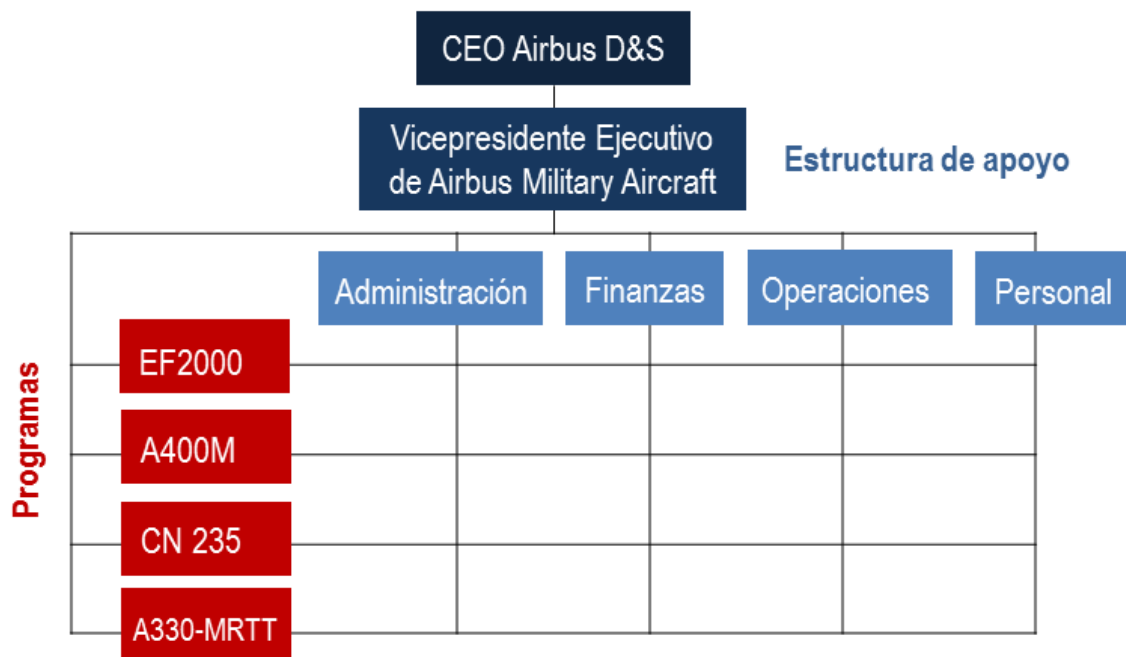 CEO Airbus D&S
Vicepresidente Ejecutivo
de Airbus Military Aircraft
Estructura de apoyo
Administración
Finanzas
Operaciones
Personal
Programas
EF2000
A400M
CN 235
A330-MRTT